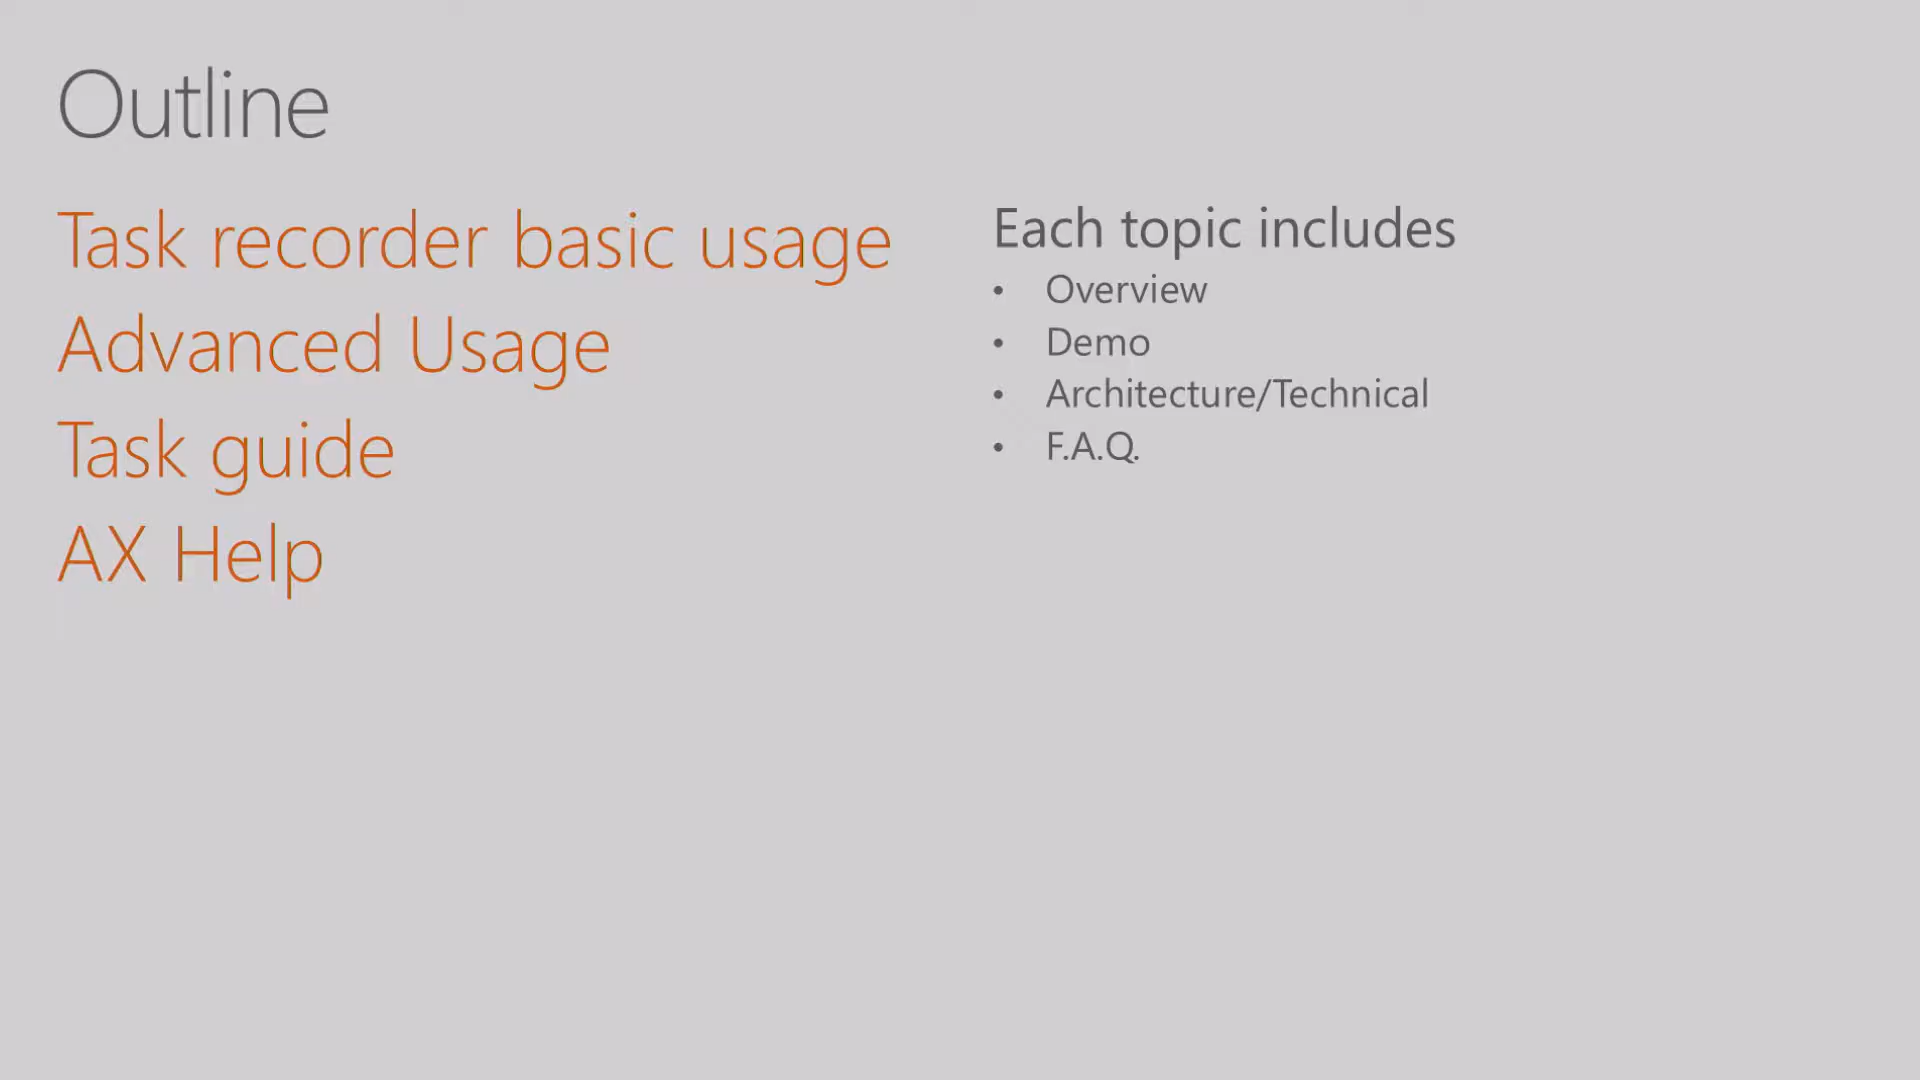 Outline
Task recorder basic usage
Advanced Usage
Task guide
AX Help
Each topic includes
• Overview
• Demo
• Architecture/Technical
• F.A.Q.